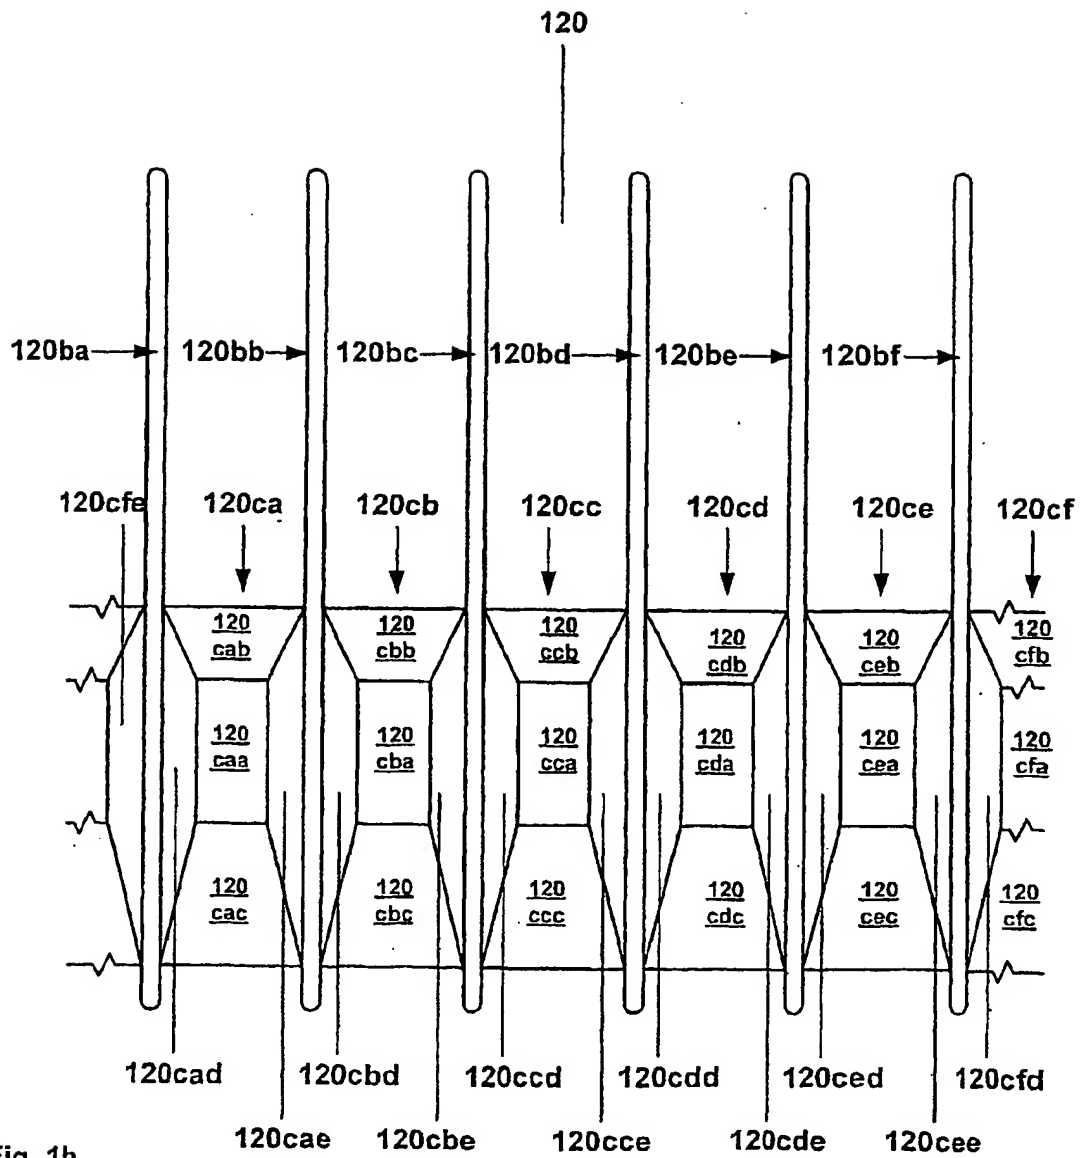 120
120ba 120bb 120bc 120bd 120be 120bf
120cfe 120ca 120cb 120cc 120cd 120ce 120cf
120 120 120 120 120 120
cab cbb ccb cdb ceb cfb
120 120 120 120 120 120
caa cba cca cda cea cfa
120 120 120 120 120 120
cac cbc ccc cdc cec cfc
120cad 120cbd 120ccd 120cdd 120ced 120cfd
120cae 120cbe 120cce 120cde 120cee
Fig. 1h